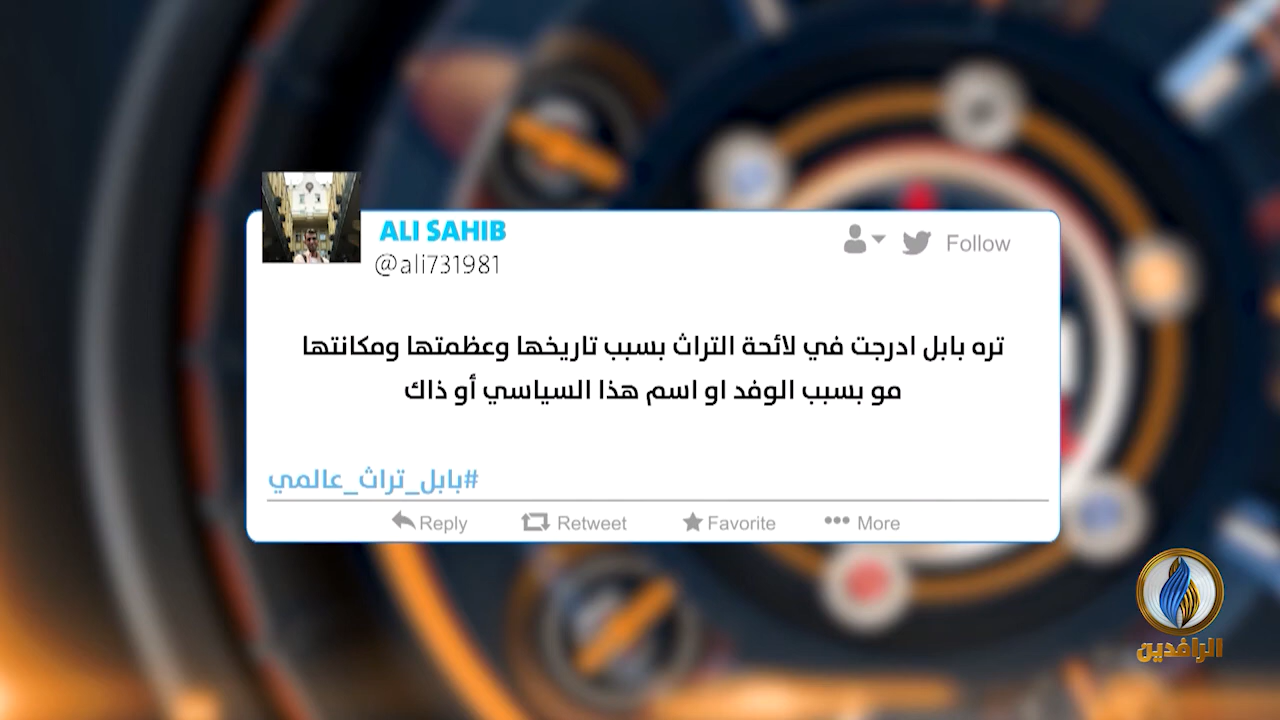 ALI SAHIB
@ali731981
Follow
تره بابل ادرجت في لائحة التراث بسبب تاريخها وعظمتها ومكانتها
مو بسبب الوفد او اسم هذا السياسي أو ذاك
#بابل_تراث_عالمي
Reply Retweet Favorite More
الرافدين